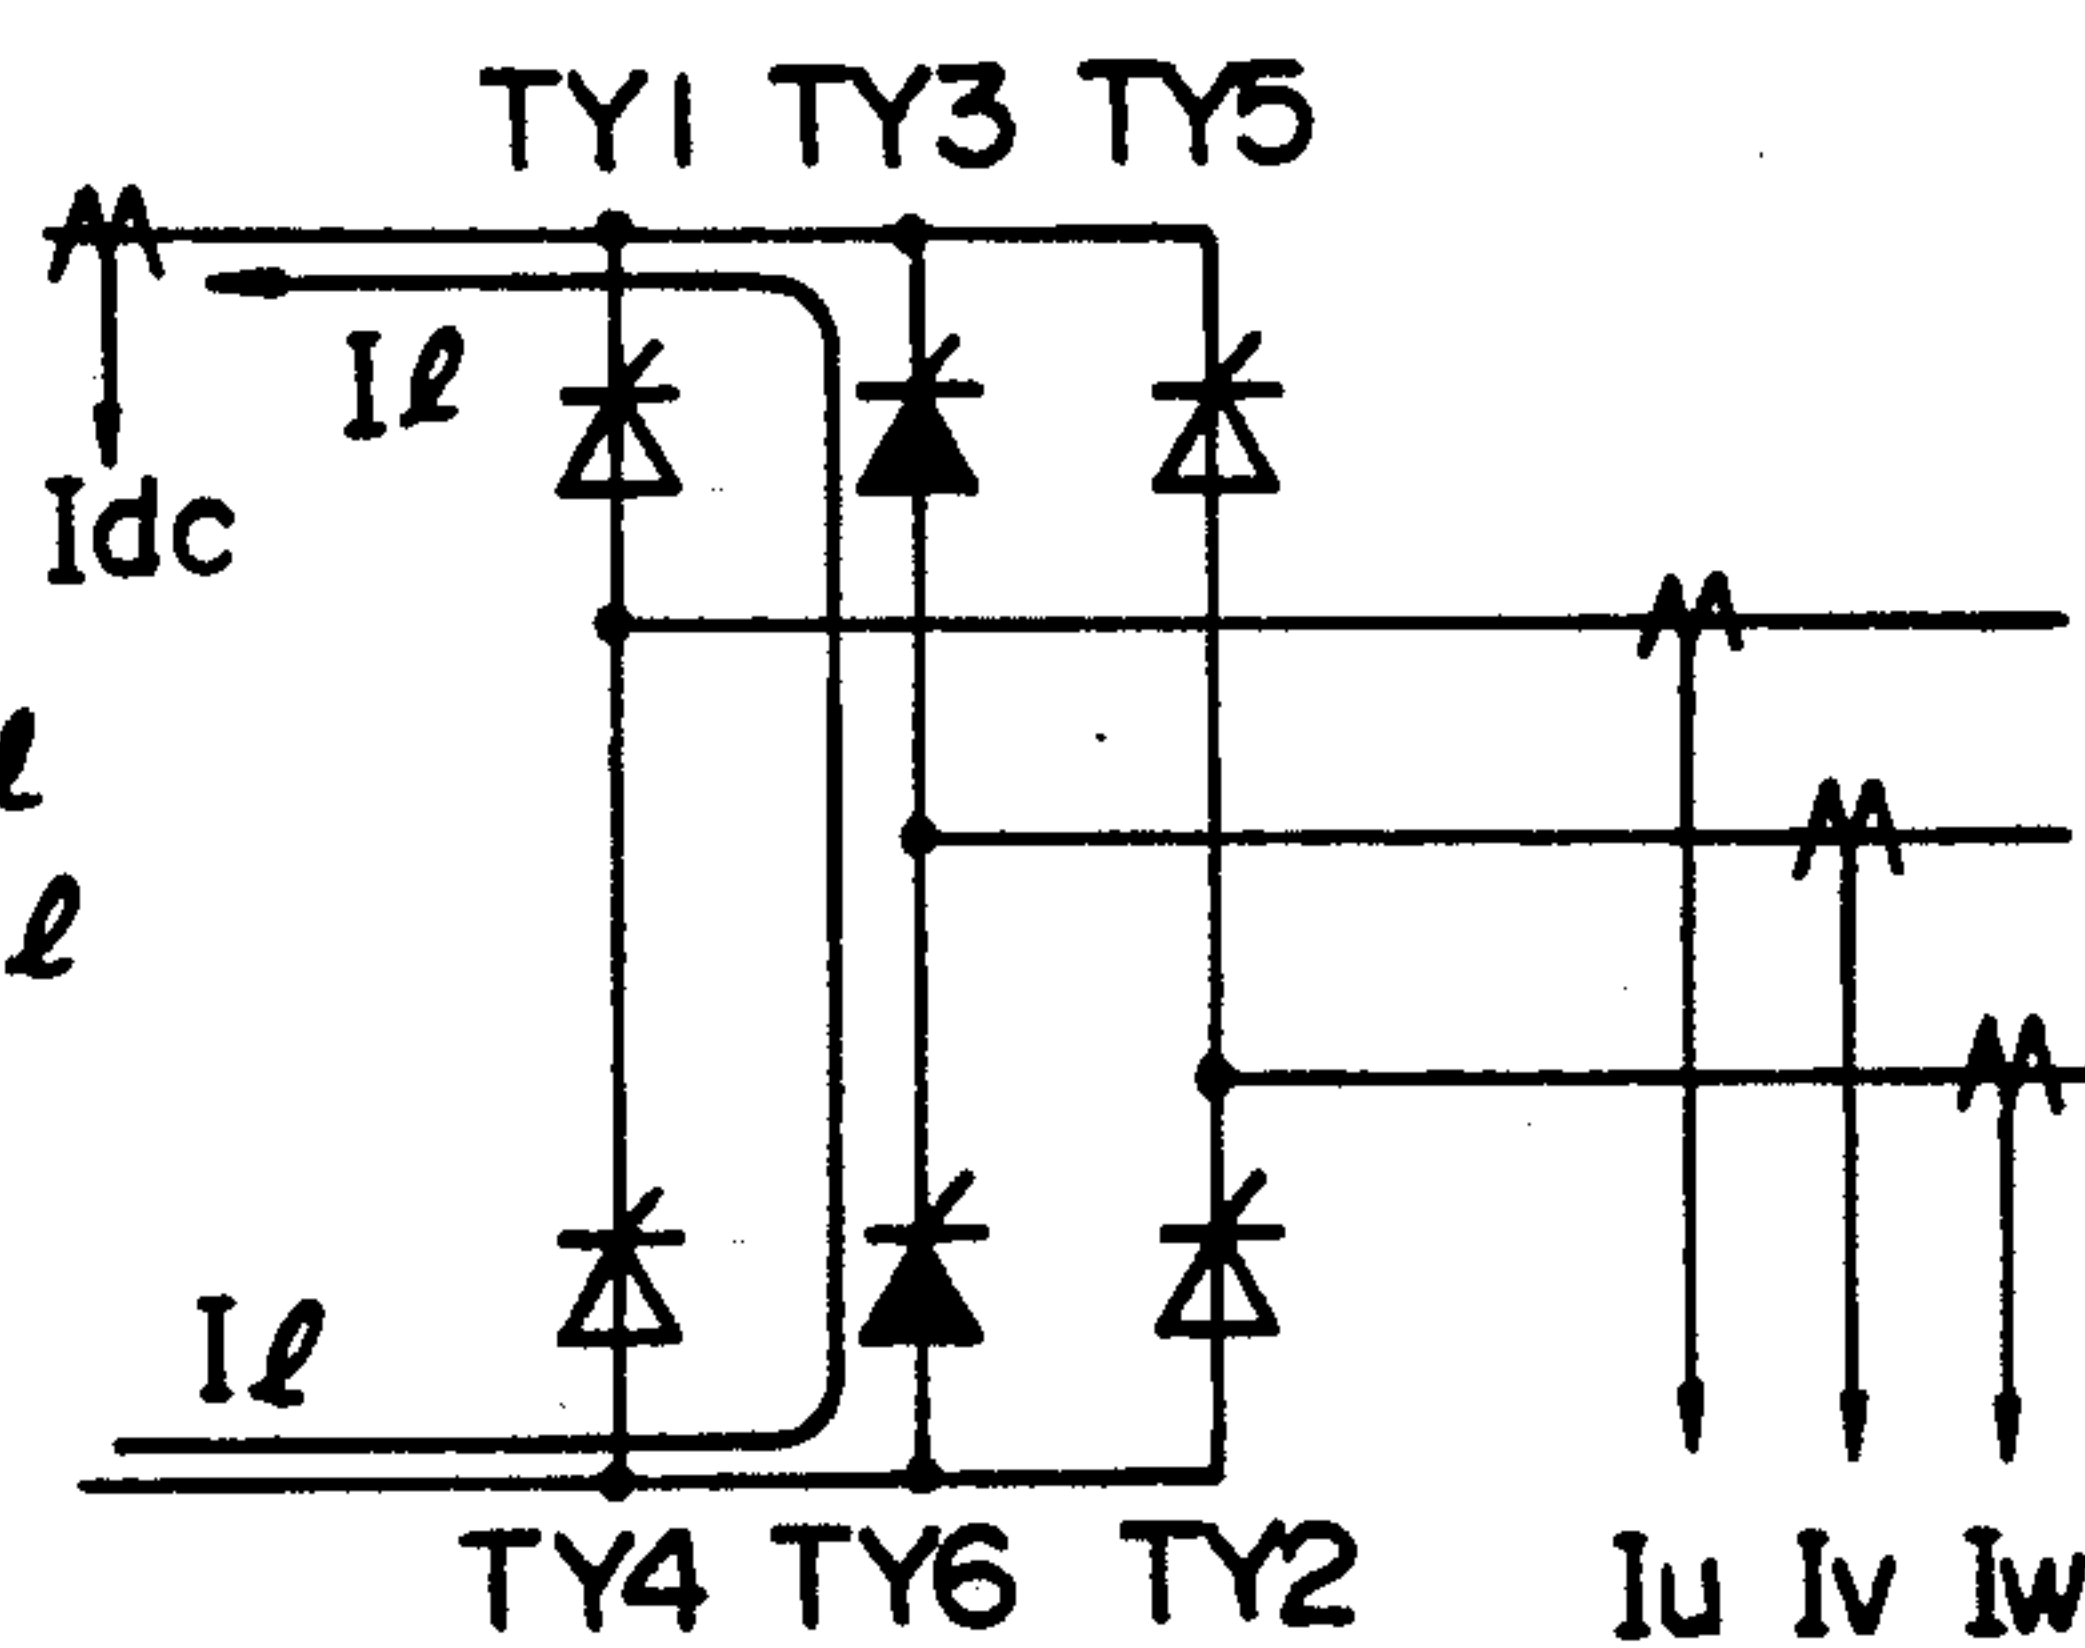 TY1 TY3 TY5
Iℓ
Idc
ℓ
ℓ
Iℓ
TY4 TY6 TY2
Iu Iv Iw